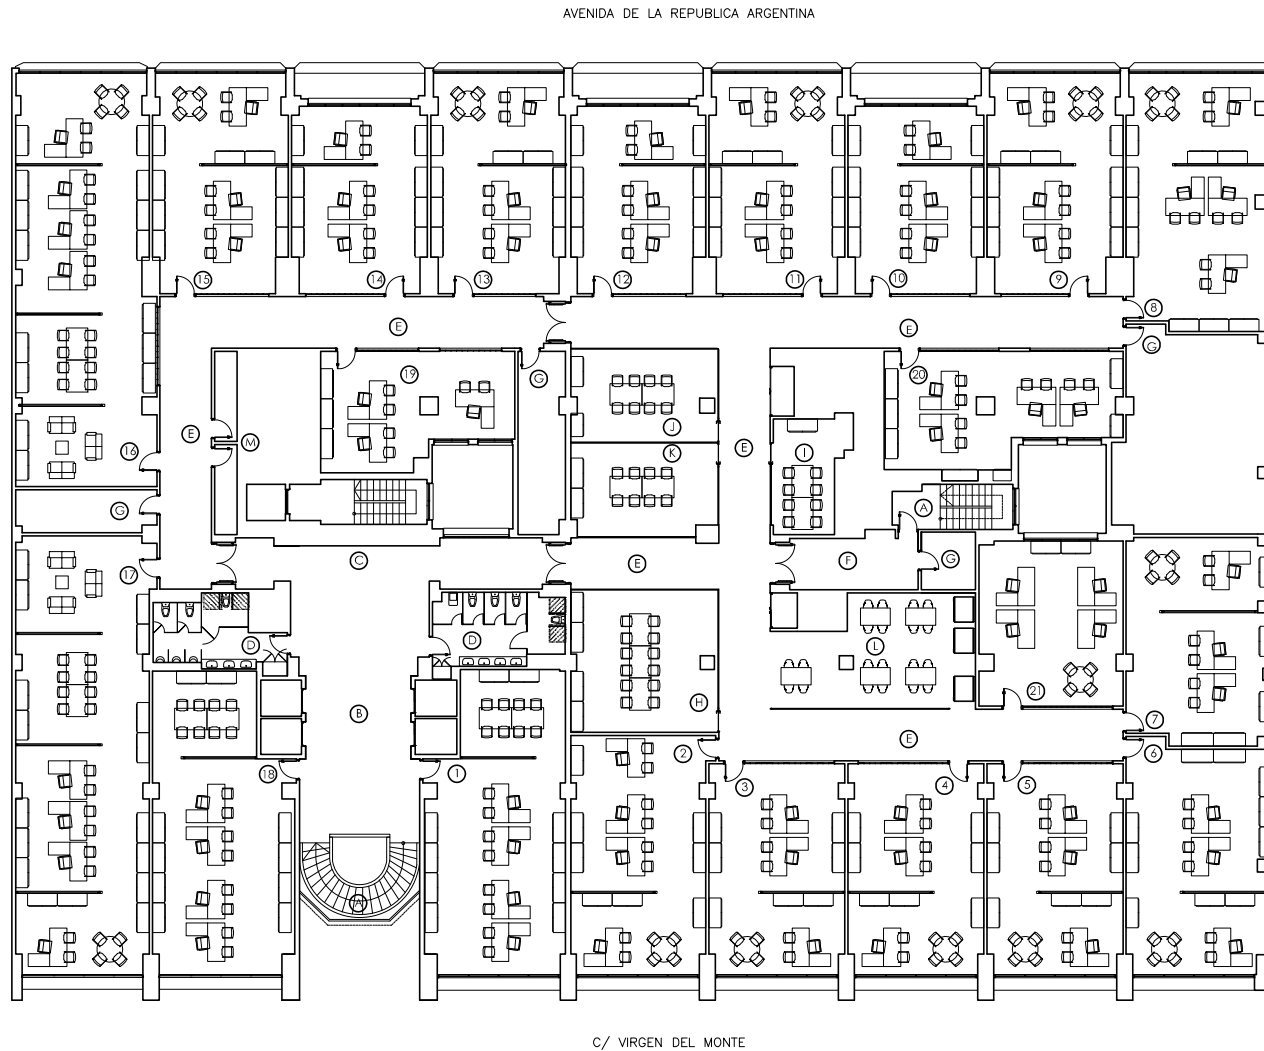 AVENIDA DE LA REPUBLICA ARGENTINA
15 14 13 12 11 10 9
8
E E
G
19 G 20
J
E M E
16 K I
A
G
C E F G
17
D D L
21
H
B 7
E
2 6
18 1
3 4 5
A
C/ VIRGEN DEL MONTE